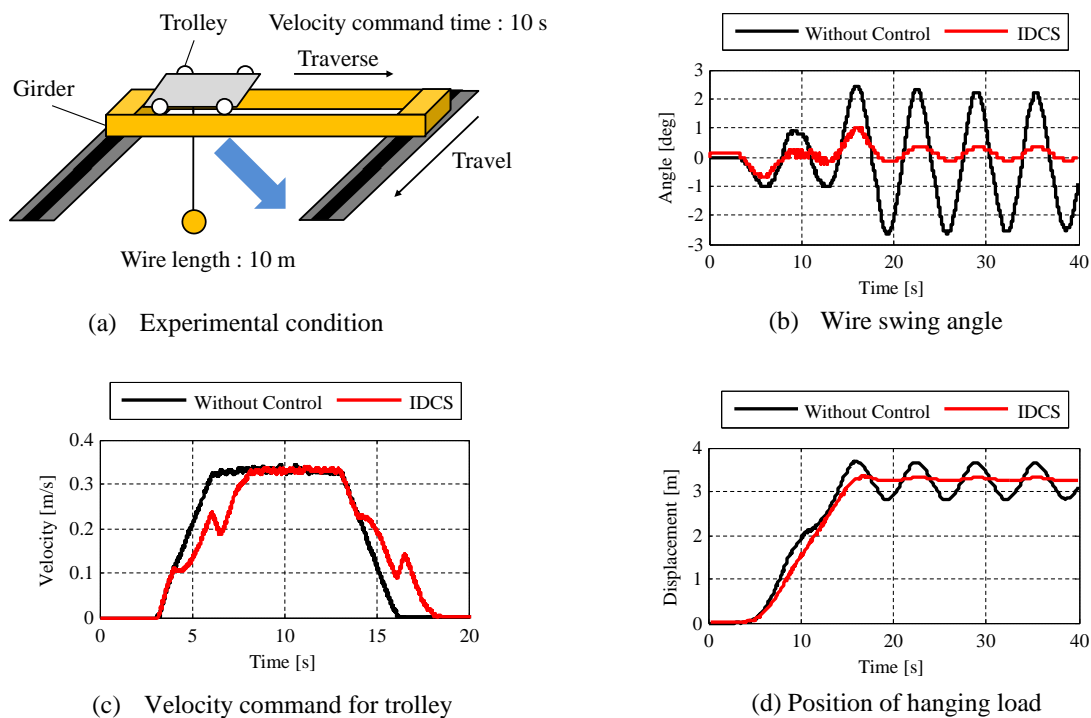 Trolley
Velocity command time : 10 s
Traverse
Girder
Travel
Wire length : 10 m
(a) Experimental condition
Without Control IDCS
3
2
1
0
-1
-2
-3
Angle [deg]
0 10 20 30 40
Time [s]
(b) Wire swing angle
Without Control IDCS
0.4
0.3
0.2
0.1
0
Velocity [m/s]
0 5 10 15 20
Time [s]
(c) Velocity command for trolley
Without Control IDCS
4
3
2
1
0
Displacement [m]
0 10 20 30 40
Time [s]
(d) Position of hanging load